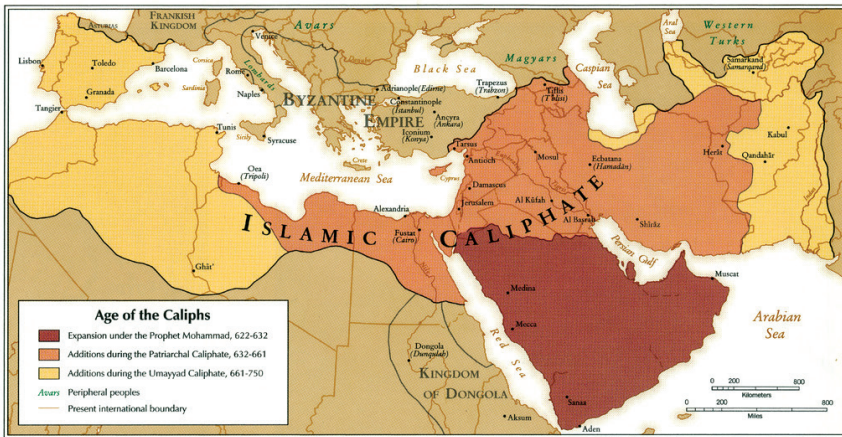 ASTURIAS
FRANKISH
KINGDOM
Avars
Aral
Sea
Western
Turks
Venice
Lisbon
Toledo
Barcelona
Corsica
Rome
Lombards
Danube
Black Sea
Magyars
Caspian
Sea
Samarkand
(Samarqand)
Granada
Sardinia
Naples
Adrianople (Edirne)
Constantinople
(Istanbul)
Trapezus
(Trabzon)
Tiflis
(Tbilisi)
BYZANTINE
EMPIRE
Ancyra
(Ankara)
Iconium
(Konya)
Tangier
Tunis
Sicily
Syracuse
Tarsus
Antioch
Mosul
Ecbatana
(Hamadān)
Herāt
Kabul
Qandahār
Oea
(Tripoli)
Crete
Cyprus
Mediterranean Sea
Damascus
Jerusalem
Al Kūfah
Al Baṣrah
Tigris
Shīrāz
Alexandria
Fustat
(Cairo)
Nile
ISLAMIC CALIPHATE
Indus
Persian Gulf
Muscat
Ghāt
Medina
Mecca
Red Sea
Arabian
Sea
Dongola
(Dunqulah)
KINGDOM
OF DONGOLA
Sanaa
Aksum
Aden
Age of the Caliphs
Expansion under the Prophet Mohammad, 622-632
Additions during the Patriarchal Caliphate, 632-661
Additions during the Umayyad Caliphate, 661-750
Avars Peripheral peoples
Present international boundary
0 200 800
Kilometers
0 200 800
Miles